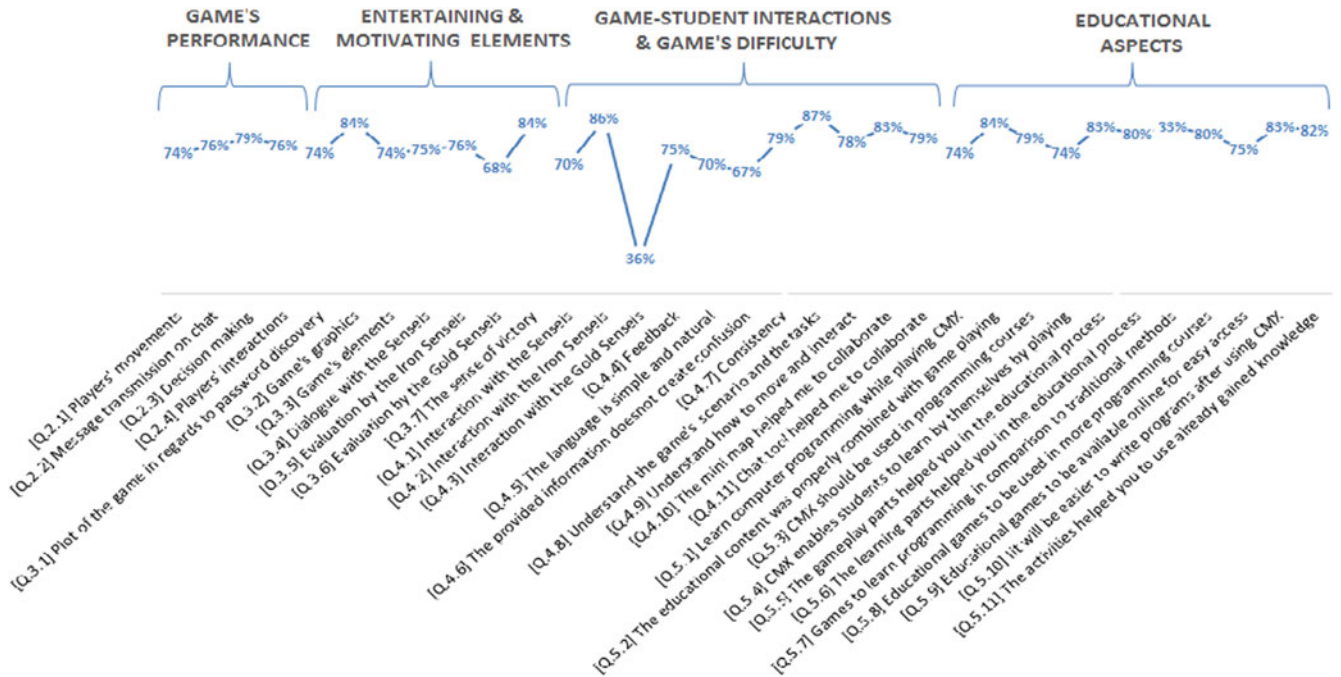 GAME'S
PERFORMANCE
ENTERTAINING &
MOTIVATING ELEMENTS
GAME-STUDENT INTERACTIONS
& GAME'S DIFFICULTY
EDUCATIONAL
ASPECTS
74%
76%
79%
76%
74%
84%
74%
75%
76%
68%
84%
70%
86%
36%
75%
70%
67%
79%
87%
78%
83%
79%
74%
84%
79%
74%
83%
80%
33%
80%
75%
83%
82%
[Q.2.1] Players' movements
[Q.2.2] Message transmission on chat
[Q.2.3] Decision making
[Q.2.4] Players' interactions
[Q.3.1] Plot of the game in regards to password discovery
[Q.3.2] Game's graphics
[Q.3.3] Game's elements
[Q.3.4] Dialogue with the Senseis
[Q.3.5] Evaluation by the Iron Senseis
[Q.3.6] Evaluation by the Gold Senseis
[Q.3.7] The sense of victory
[Q.4.1] Interaction with the Senseis
[Q.4.2] Interaction with the Iron Senseis
[Q.4.3] Interaction with the Gold Senseis
[Q.4.4] Feedback
[Q.4.5] The language is simple and natural
[Q.4.6] The provided information doesnot create confusion
[Q.4.7] Consistency
[Q.4.8] Understand the game's scenario and the tasks
[Q.4.9] Understand how to move and interact
[Q.4.10] The mini map helped me to collaborate
[Q.4.11] Chat tool helped me to collaborate
[Q.5.1] Learn computer programming while playing CMX
[Q.5.2] The educational content was properly combined with game playing
[Q.5.3] CMX should be used in programming courses
[Q.5.4] CMX enables students to learn by themselves by playing
[Q.5.5] The gameplay parts helped you in the educational process
[Q.5.6] The learning parts helped you in the educational process
[Q.5.7] Games to learn programming in comparison to traditional methods
[Q.5.8] Educational games to be used in more programming courses
[Q.5.9] Educational games to be available online for easy access
[Q.5.10] Iit will be easier to write programs after using CMX
[Q.5.11] The activities helped you to use already gained knowledge